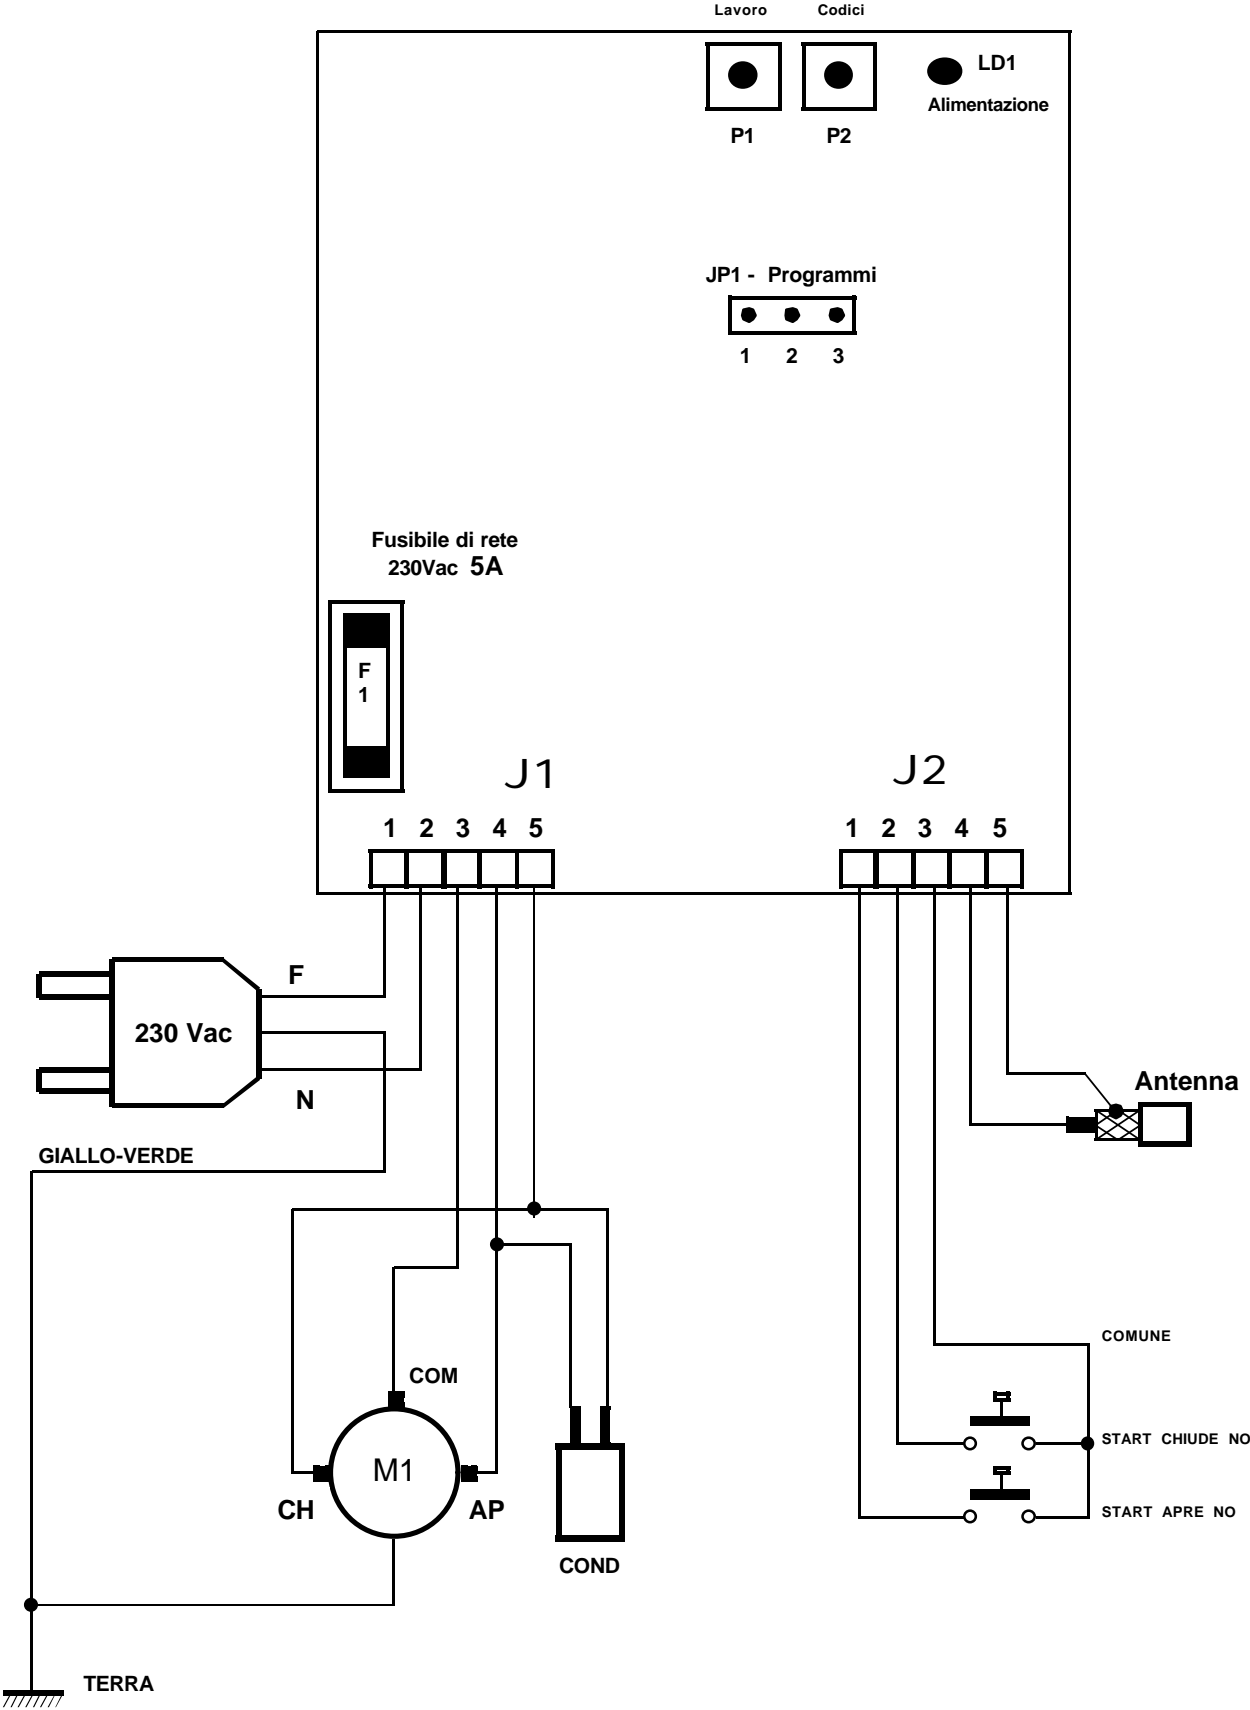 Lavoro Codici
LD1
Alimentazione
P1 P2
JP1 - Programmi
1 2 3
Fusibile di rete
230Vac 5A
F
1
J1 J2
1 2 3 4 5 1 2 3 4 5
F
230 Vac
N
Antenna
GIALLO-VERDE
COMUNE
COM
START CHIUDE NO
M1
CH AP
START APRE NO
COND
TERRA